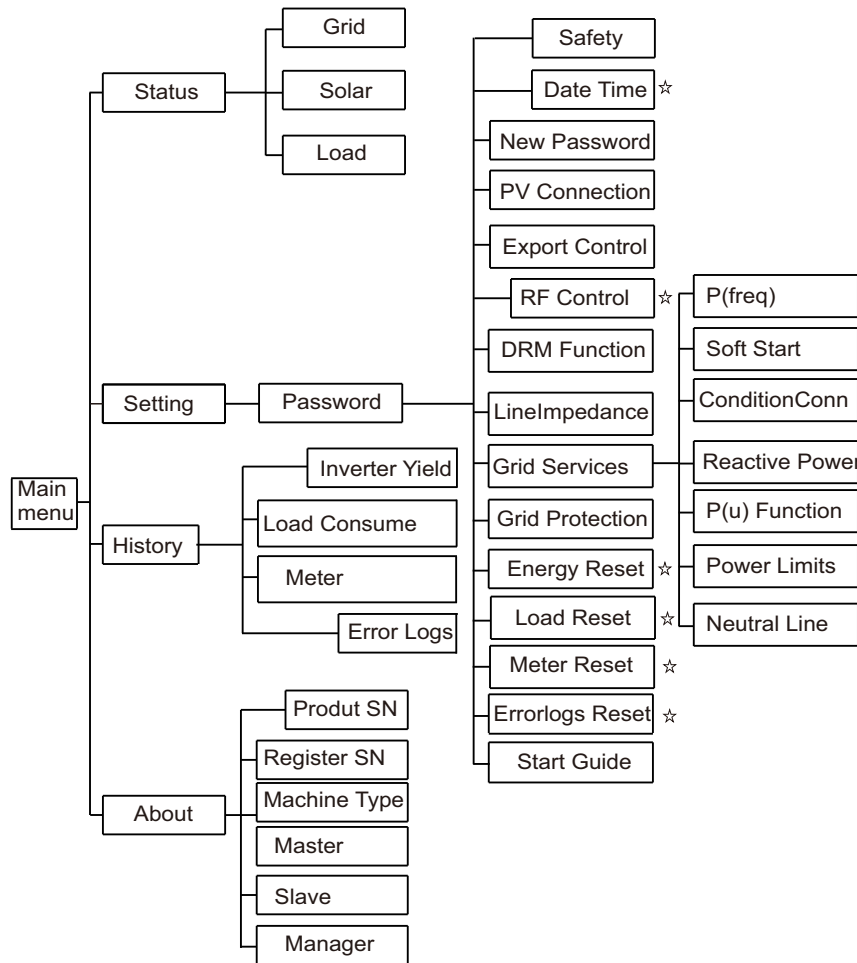 Main
menu
Status
Grid
Solar
Load
Setting
Password
Safety
Date Time ☆
New Password
PV Connection
Export Control
RF Control ☆
DRM Function
LineImpedance
Grid Services
P(freq)
Soft Start
ConditionConn
Reactive Power
P(u) Function
Power Limits
Neutral Line
Grid Protection
Energy Reset ☆
Load Reset ☆
Meter Reset ☆
Errorlogs Reset ☆
Start Guide
History
Inverter Yield
Load Consume
Meter
Error Logs
About
Produt SN
Register SN
Machine Type
Master
Slave
Manager